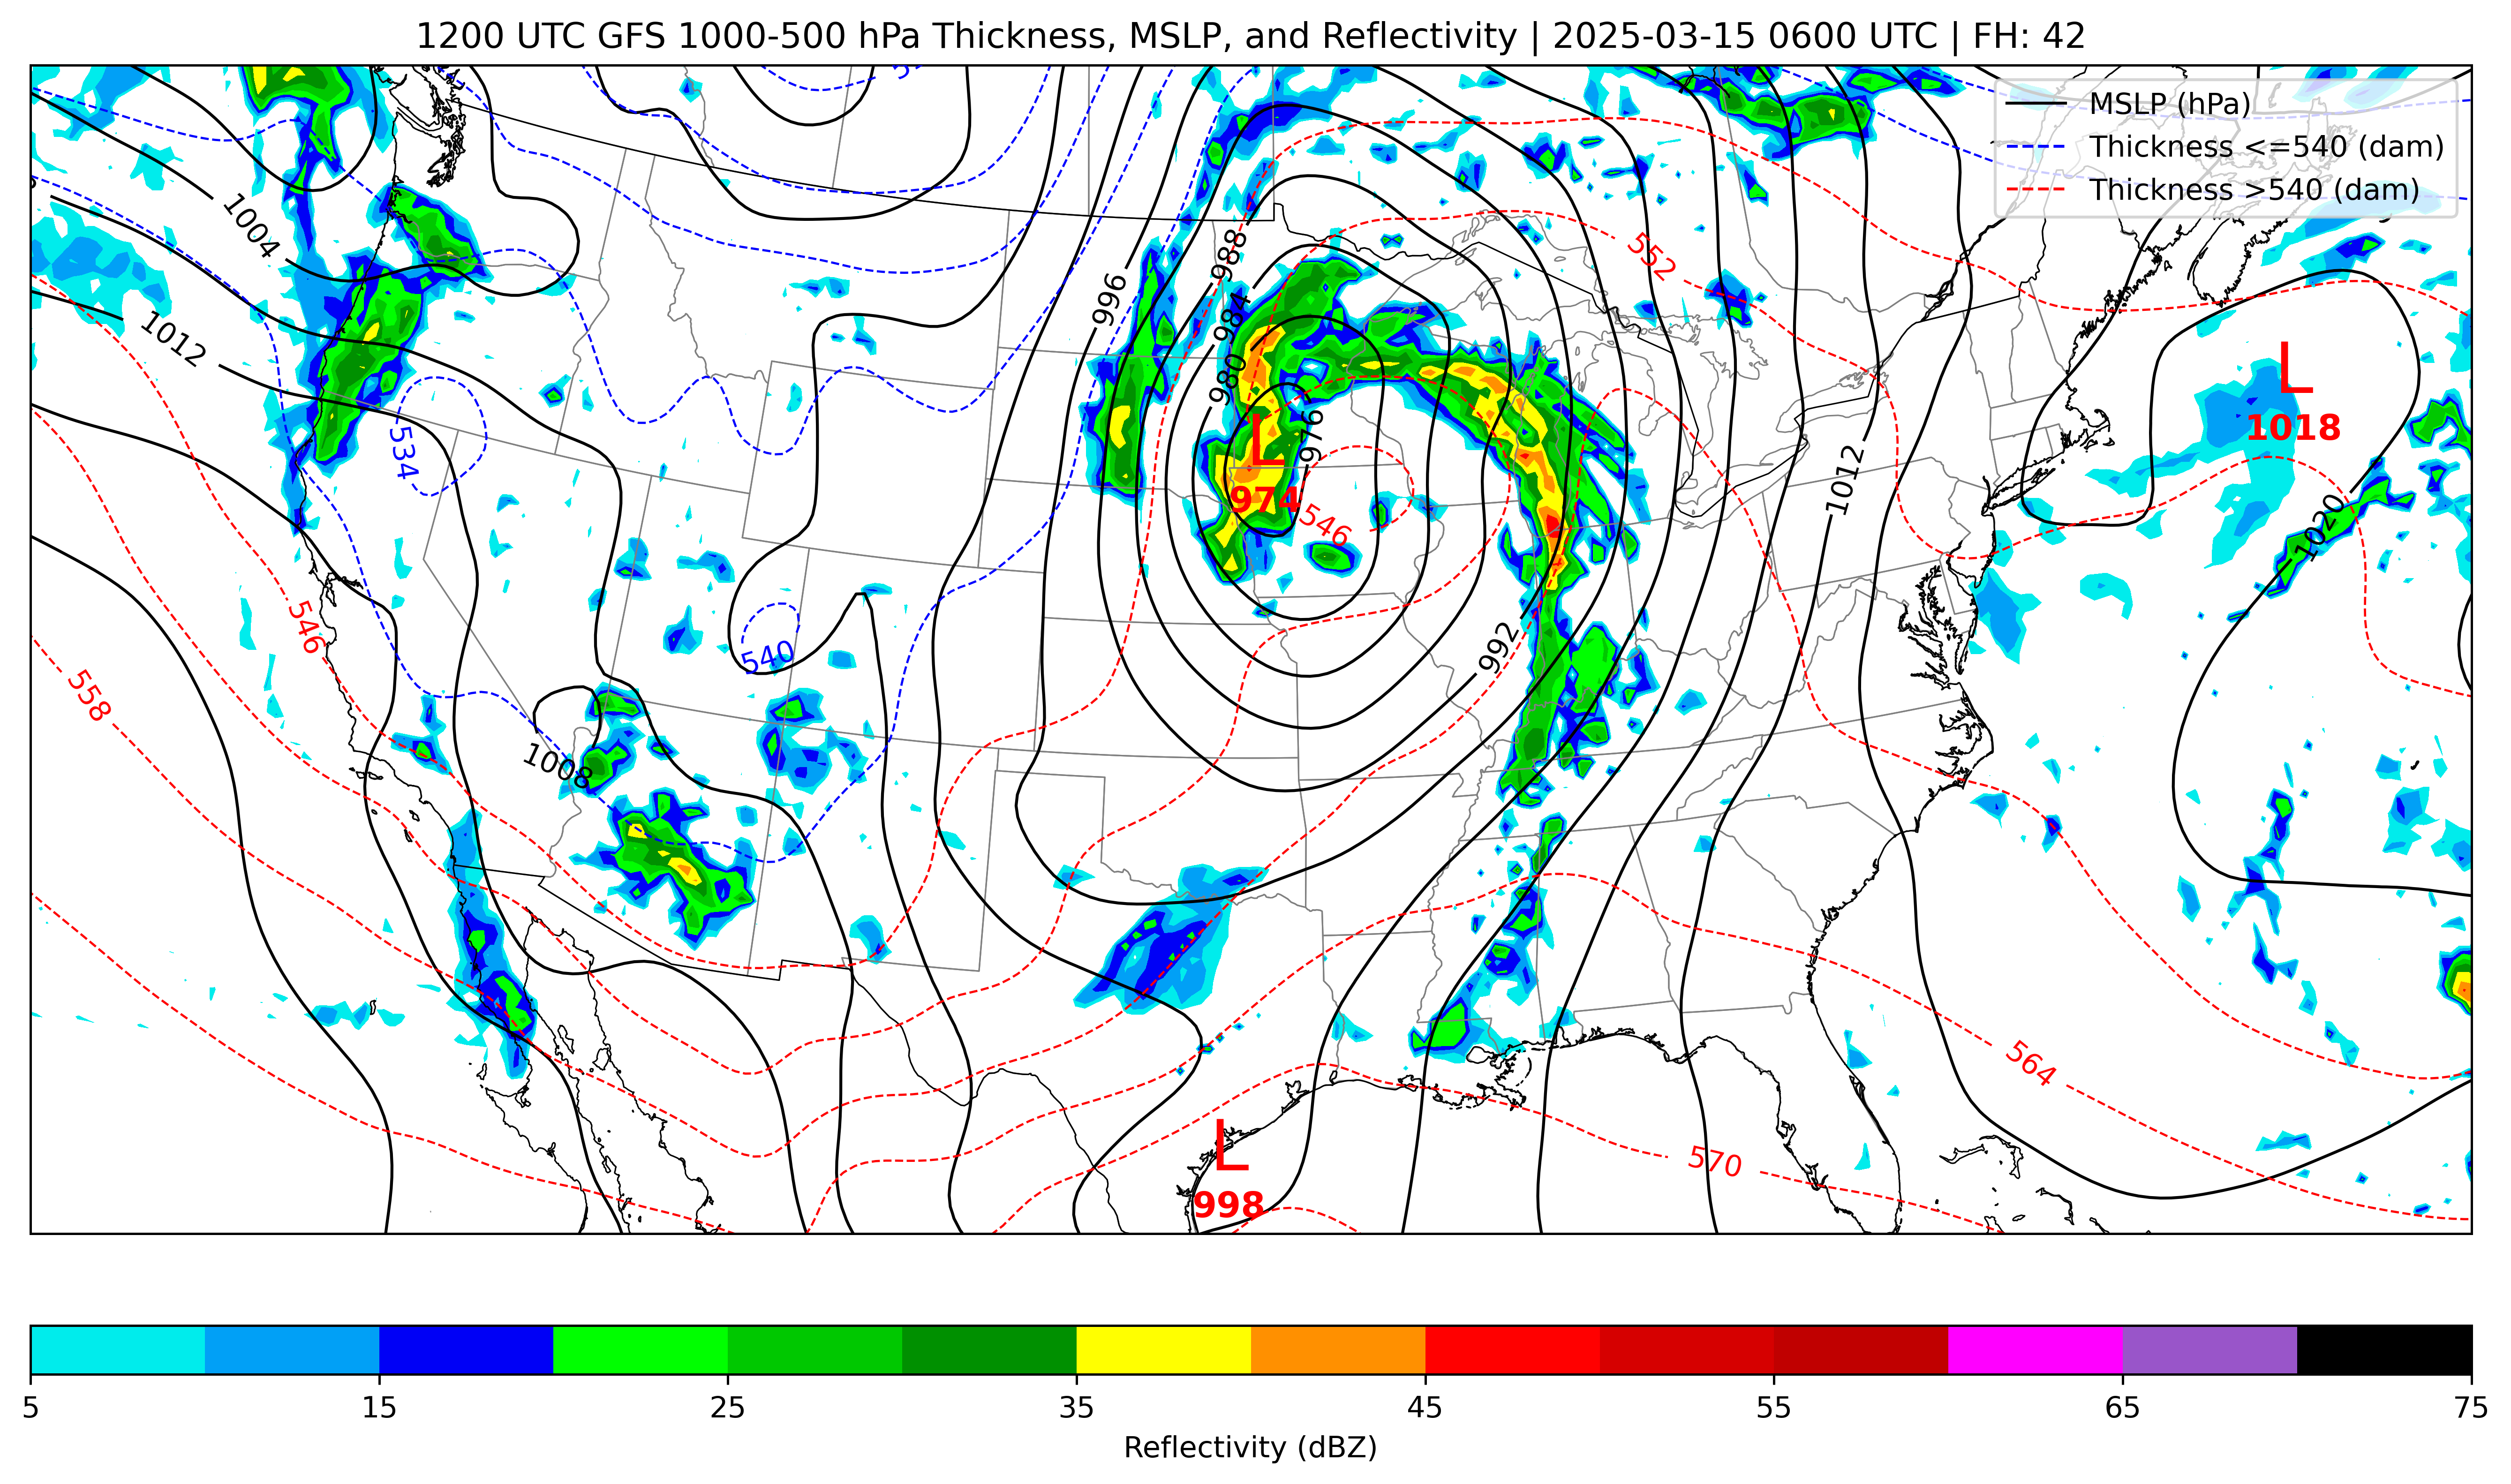 1200 UTC GFS 1000-500 hPa Thickness, MSLP, and Reflectivity | 2025-03-15 0600 UTC | FH: 42
MSLP (hPa)
Thickness <=540 (dam)
Thickness >540 (dam)
1004
988
552
996
984
1012
980
L
1018
534
L
974
976
1012
546
1020
546
540
992
558
1008
564
L
998
570
5 15 25 35 45 55 65 75
Reflectivity (dBZ)